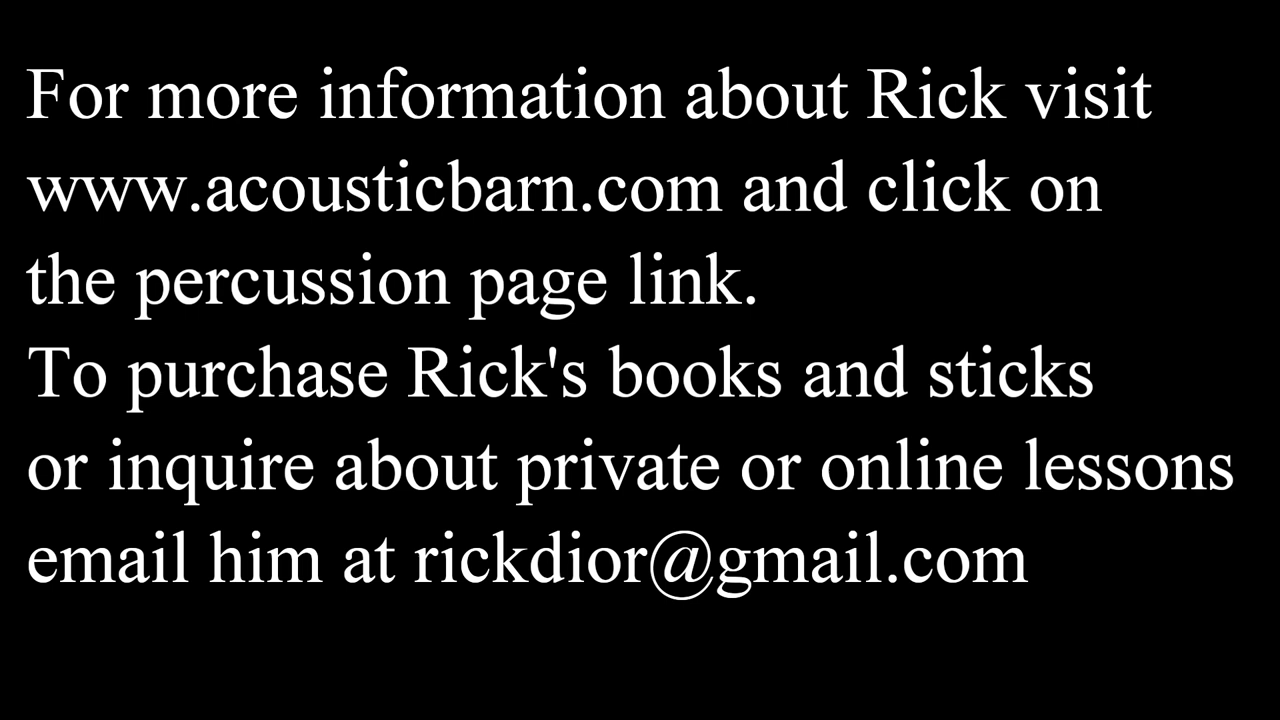 For more information about Rick visit
www.acousticbarn.com and click on
the percussion page link.
To purchase Rick's books and sticks
or inquire about private or online lessons
email him at rickdior@gmail.com